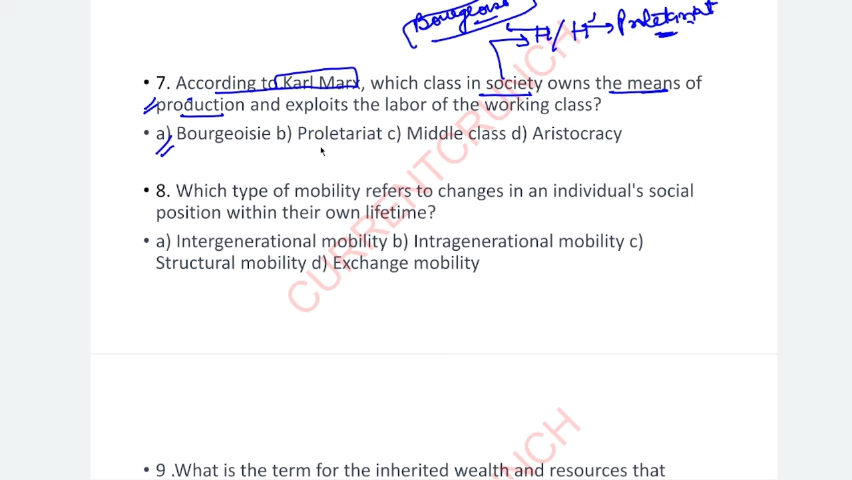 Bourgeois
H / H → Proletariat
• 7. According to Karl Marx, which class in society owns the means of
production and exploits the labor of the working class?
• a) Bourgeoisie b) Proletariat c) Middle class d) Aristocracy
• 8. Which type of mobility refers to changes in an individual's social
position within their own lifetime?
• a) Intergenerational mobility b) Intragenerational mobility c)
Structural mobility d) Exchange mobility
CURRENTCRUNCH
• 9 .What is the term for the inherited wealth and resources that
NCH